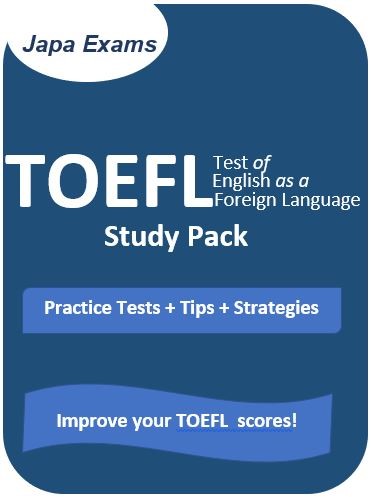 Japa Exams
TOEFL
Test of
English as a
Foreign Language
Study Pack
Practice Tests + Tips + Strategies
Improve your TOEFL  scores!